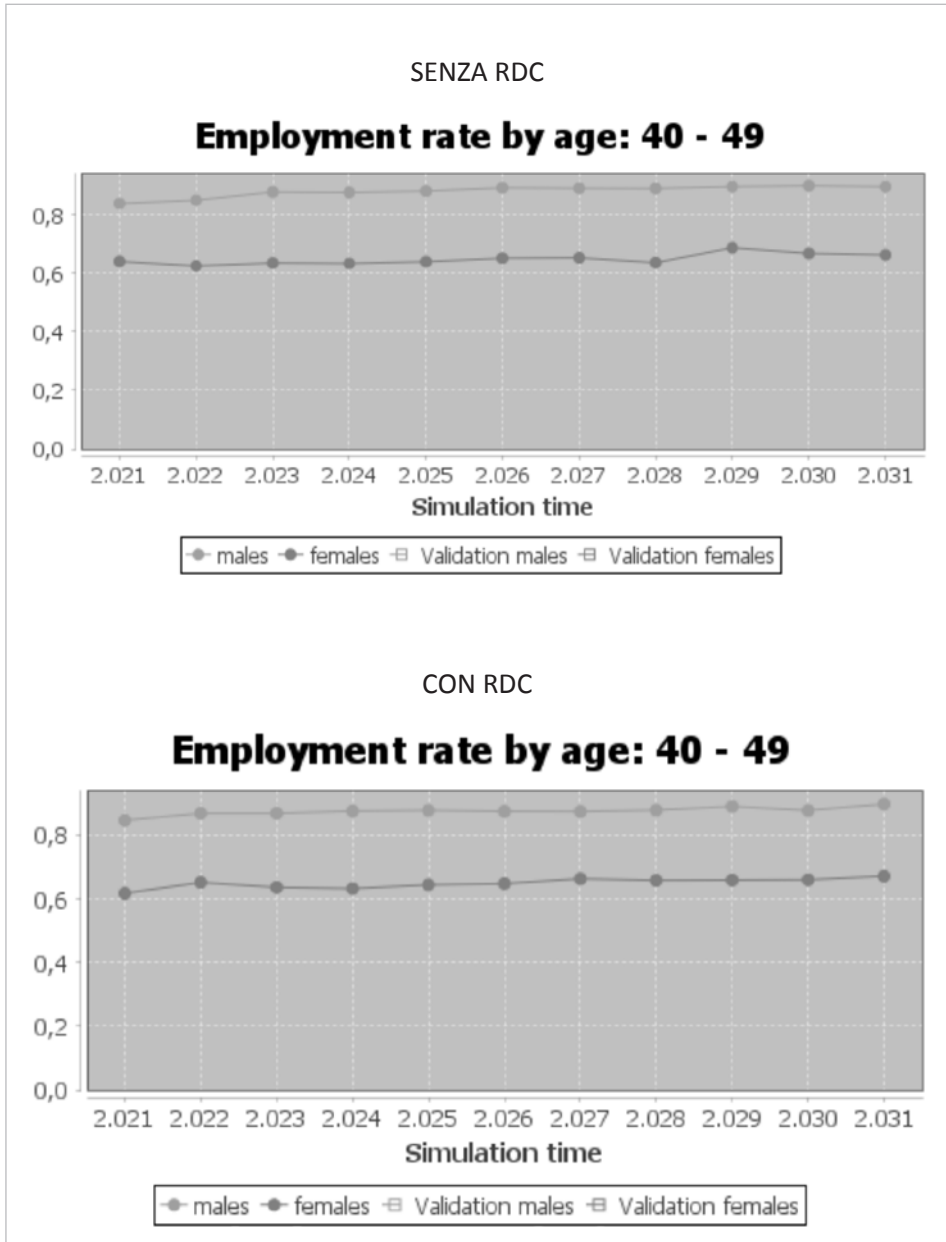 SENZA RDC
Employment rate by age: 40 - 49
0,8
0,6
0,4
0,2
0,0
2.021 2.022 2.023 2.024 2.025 2.026 2.027 2.028 2.029 2.030 2.031
Simulation time
males females Validation males Validation females
CON RDC
Employment rate by age: 40 - 49
0,8
0,6
0,4
0,2
0,0
2.021 2.022 2.023 2.024 2.025 2.026 2.027 2.028 2.029 2.030 2.031
Simulation time
males females Validation males Validation females